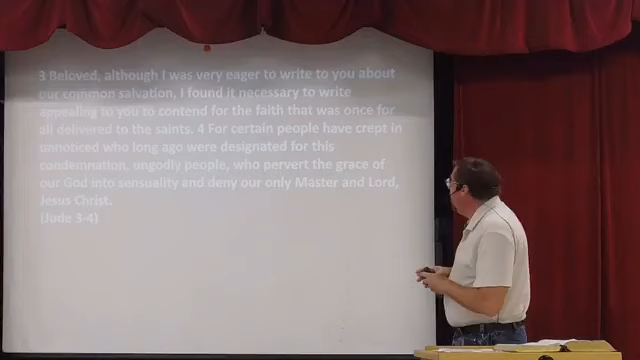 3 Beloved, although I was very eager to write to you about
our common salvation, I found it necessary to write
appealing to you to contend for the faith that was once for
all delivered to the saints. 4 For certain people have crept in
unnoticed who long ago were designated for this
condemnation, ungodly people, who pervert the grace of
our God into sensuality and deny our only Master and Lord,
Jesus Christ.
(Jude 3-4)